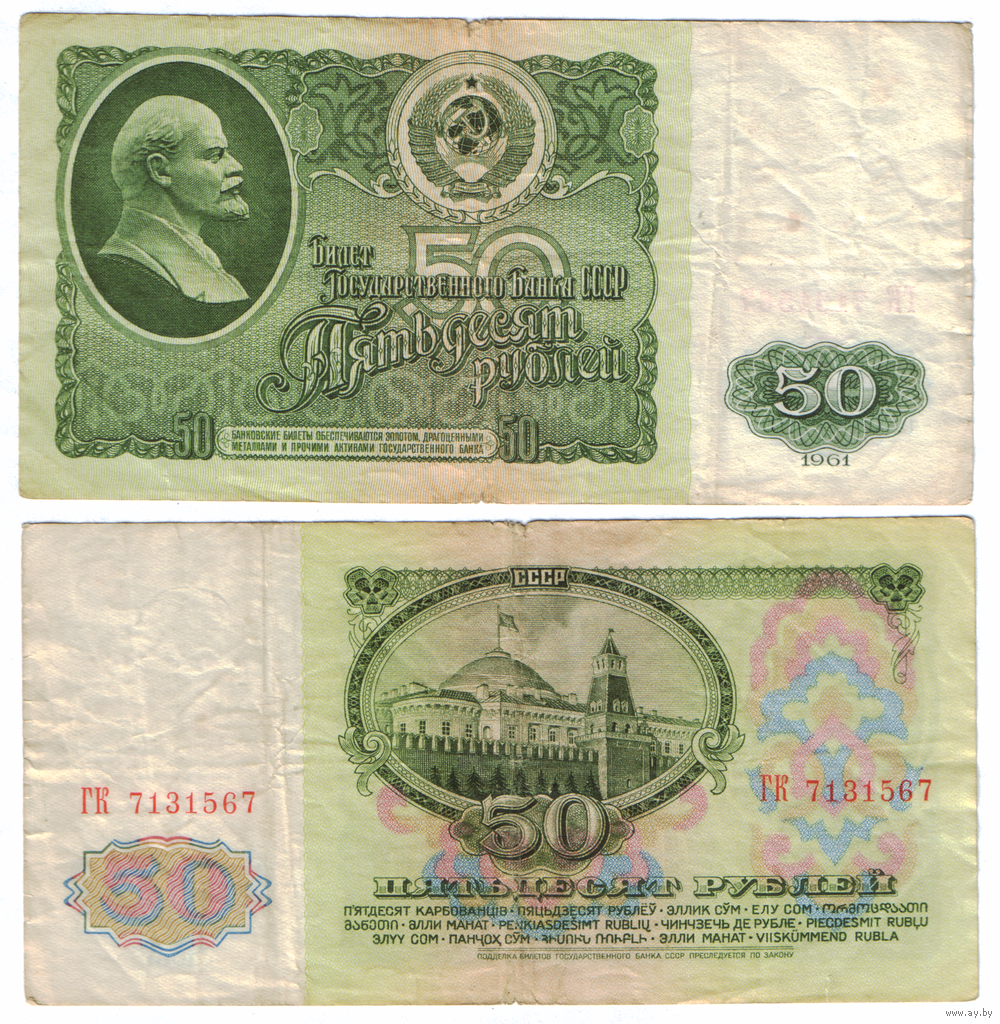 Билет
Государственного Банка СССР
50
Пятьдесят
рублей
50
БАНКОВСКИЕ БИЛЕТЫ ОБЕСПЕЧИВАЮТСЯ ЗОЛОТОМ, ДРАГОЦЕННЫМИ
МЕТАЛЛАМИ И ПРОЧИМИ АКТИВАМИ ГОСУДАРСТВЕННОГО БАНКА
50
50
1961
СССР
ГК 7131567
ГК 7131567
50
50
ПЯТЬДЕСЯТ РУБЛЕЙ
П'ЯТДЕСЯТ КАРБОВАНЦІВ · ПЯЦЬДЗЕСЯТ РУБЛЁЎ · ЭЛЛИК СЎМ · ЕЛУ СОМ · ᲝᲠᲛᲝᲪᲓᲐᲐᲗᲘ
ᲛᲐᲜᲔᲗᲘ · ӘЛЛИ МАНАТ · PENKIASDEŠIMT RUBLIŲ · ЧИНЧЗЕЧЬ ДЕ РУБЛЕ · PIECDESMIT RUBĻU
ЭЛҮҮ СОМ · ПАНҶОҲ СӮМ · ՀԻՍՈՒՆ ՌՈՒԲԼԻ · ЭЛЛИ МАНАТ · VIISKÜMMEND RUBLA
ПОДДЕЛКА БИЛЕТОВ ГОСУДАРСТВЕННОГО БАНКА СССР ПРЕСЛЕДУЕТСЯ ПО ЗАКОНУ
www.ay.by